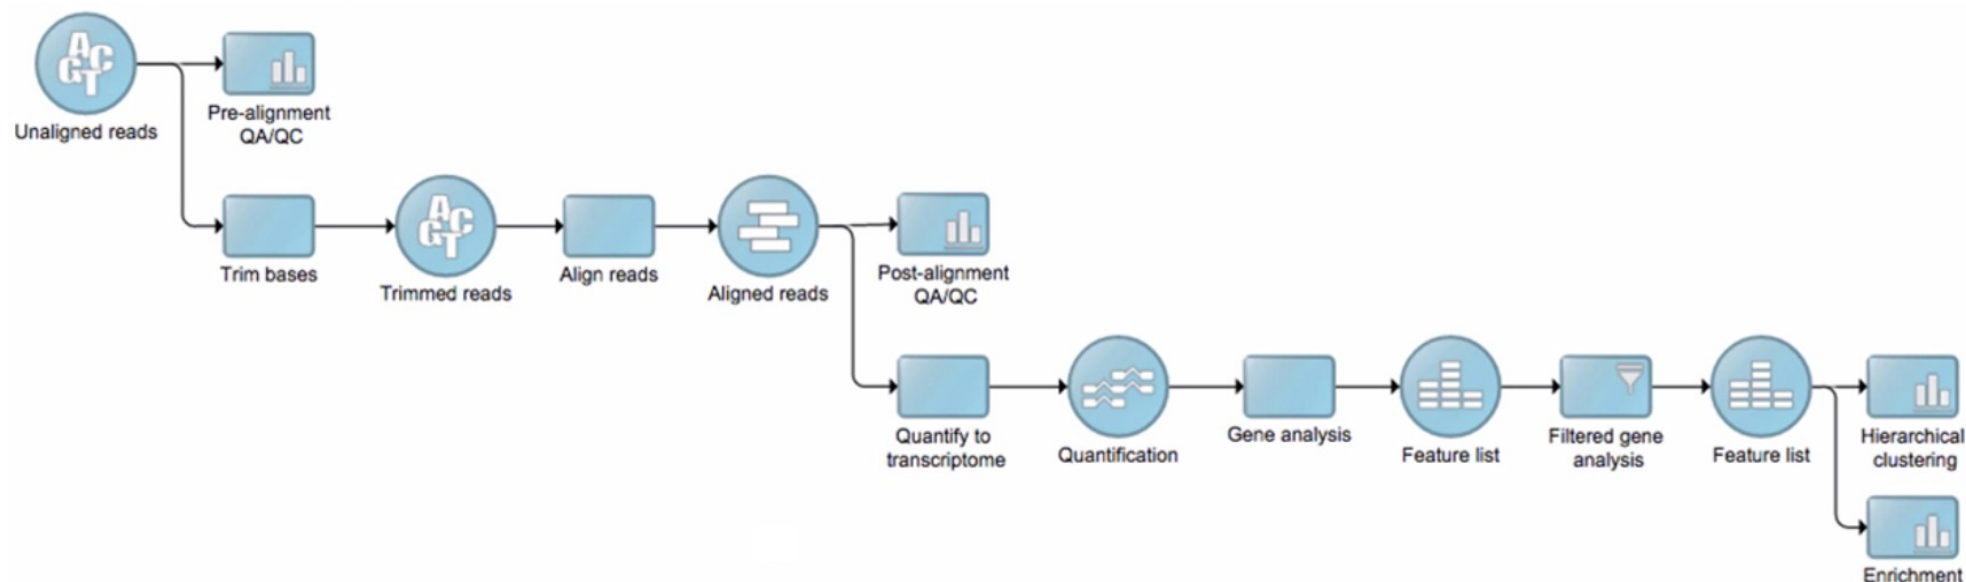 A C
G T
Unaligned reads
Pre-alignment
QA/QC
Trim bases
A C
G T
Trimmed reads
Align reads
Aligned reads
Post-alignment
QA/QC
Quantify to
transcriptome
Quantification
Gene analysis
Feature list
Filtered gene
analysis
Feature list
Hierarchical
clustering
Enrichment